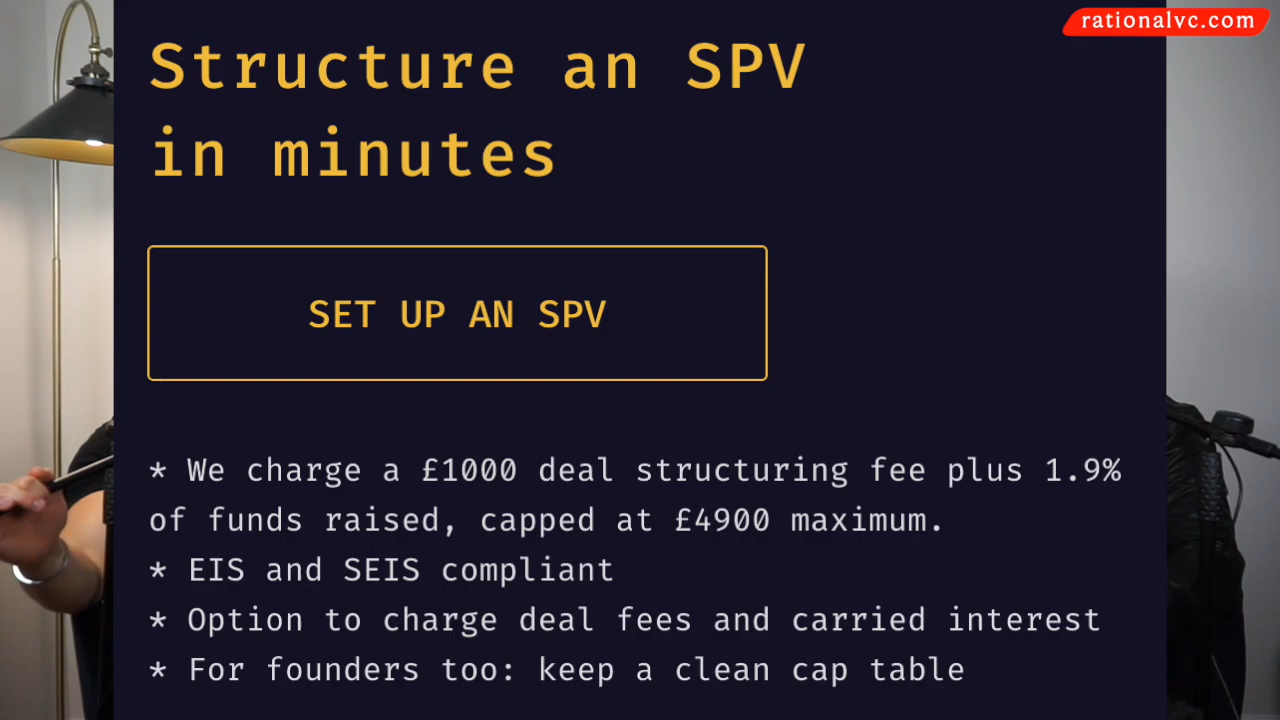 rationalvc.com
Structure an SPV
in minutes
SET UP AN SPV
* We charge a £1000 deal structuring fee plus 1.9%
of funds raised, capped at £4900 maximum.
* EIS and SEIS compliant
* Option to charge deal fees and carried interest
* For founders too: keep a clean cap table